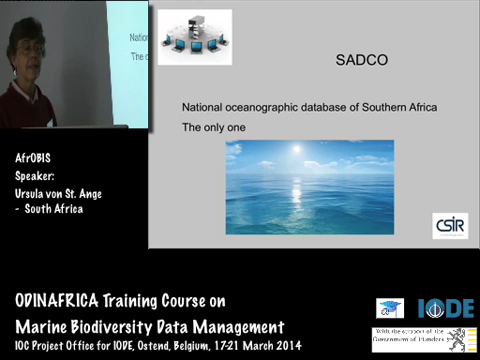 SADCO
National oceanographic database of Southern Africa
The only one
CSIR
Natio
The o
AfrOBIS
Speaker:
Ursula von St. Ange
- South Africa
ODINAFRICA Training Course on
Marine Biodiversity Data Management
IOC Project Office for IODE, Ostend, Belgium, 17-21 March 2014
IODE
With the support of the
Government of Flanders